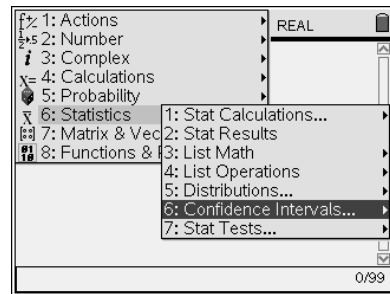 1: Actions
2: Number
3: Complex
4: Calculations
5: Probability
6: Statistics
7: Matrix & Vec
8: Functions & F
REAL
1: Stat Calculations...
2: Stat Results
3: List Math
4: List Operations
5: Distributions...
6: Confidence Intervals...
7: Stat Tests...
0/99